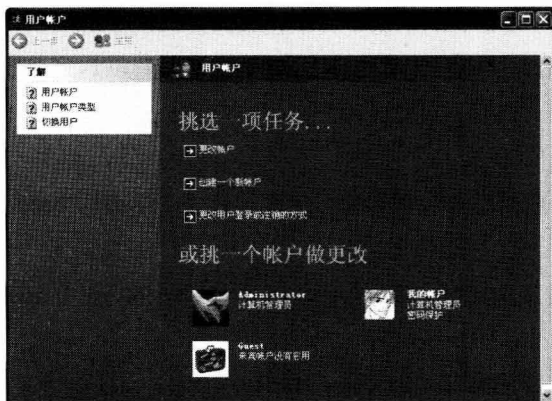 用户帐户
上一步 主页
了解
用户帐户
用户帐户类型
切换用户
用户帐户
挑选一项任务...
更改帐户
创建一个新帐户
更改用户登录或注销的方式
或挑一个帐户做更改
Administrator
计算机管理员
我的帐户
计算机管理员
密码保护
Guest
来宾帐户没有启用